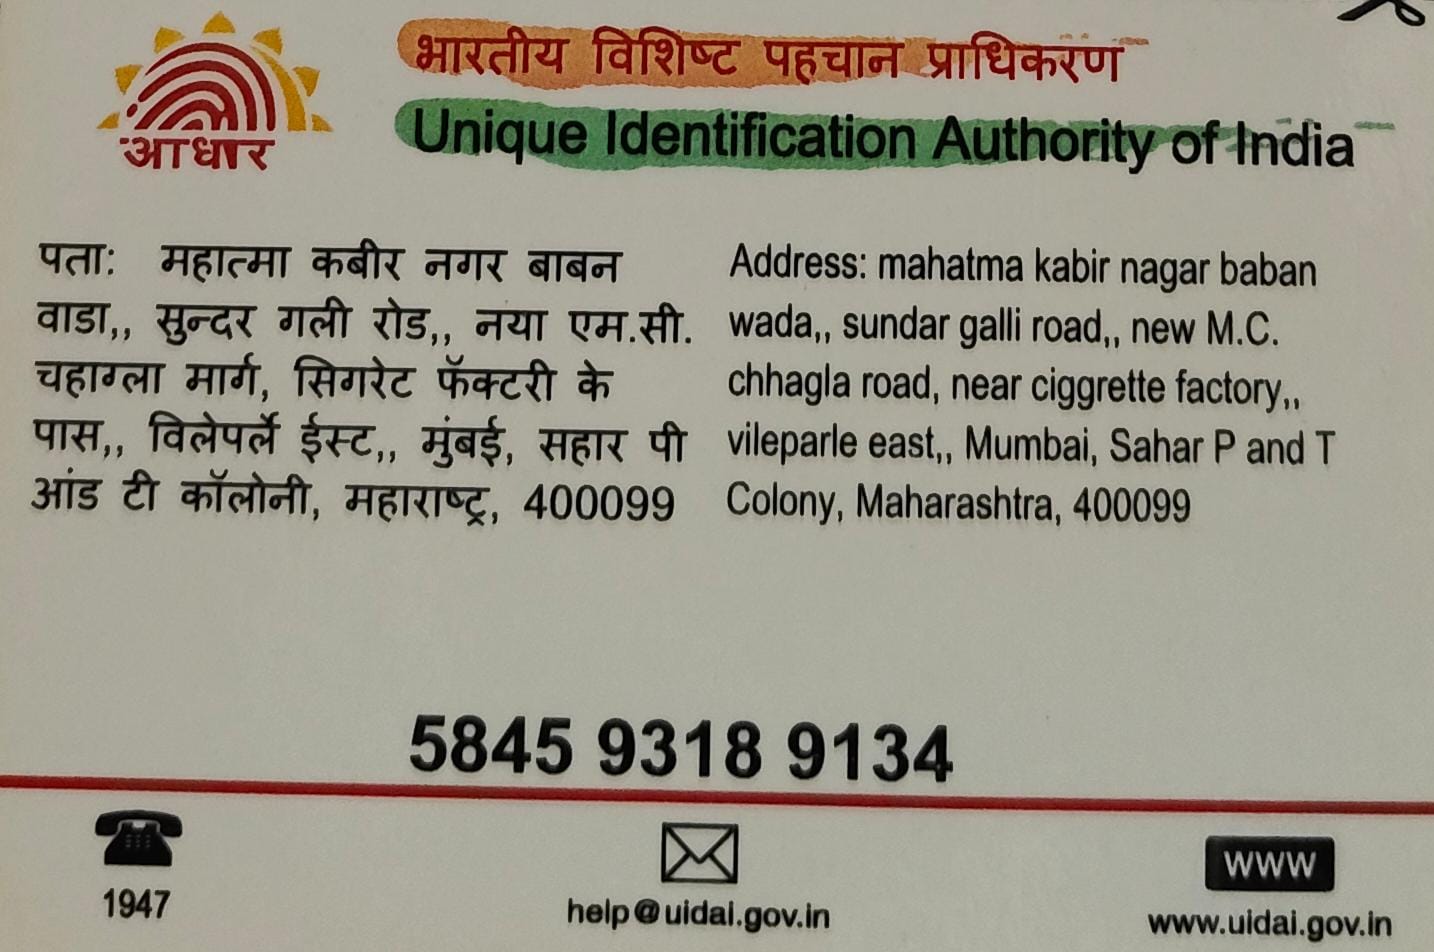 आधार
भारतीय विशिष्ट पहचान प्राधिकरण
Unique Identification Authority of India
पता: महात्मा कबीर नगर बाबन
वाडा,, सुन्दर गली रोड,, नया एम.सी.
चहाग्ला मार्ग, सिगरेट फॅक्टरी के
पास,, विलेपर्ले ईस्ट,, मुंबई, सहार पी
आंड टी कॉलोनी, महाराष्ट्र, 400099
Address: mahatma kabir nagar baban
wada,, sundar galli road,, new M.C.
chhagla road, near ciggrette factory,,
vileparle east,, Mumbai, Sahar P and T
Colony, Maharashtra, 400099
5845 9318 9134
1947
help@uidai.gov.in
WWW
www.uidai.gov.in